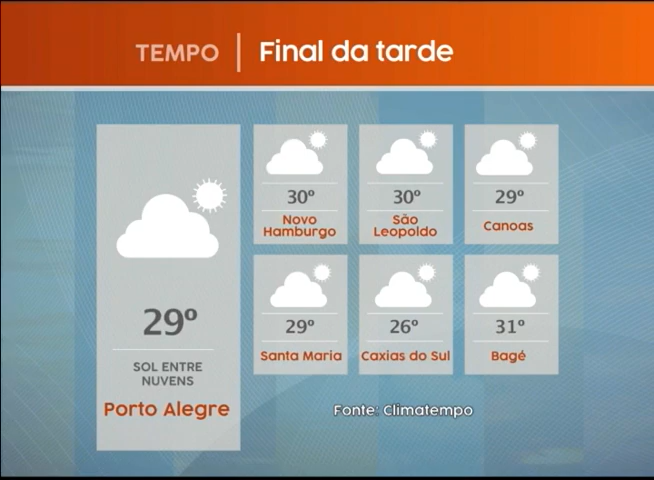 TEMPO | Final da tarde
29º
SOL ENTRE
NUVENS
Porto Alegre
30º
Novo
Hamburgo
30º
São
Leopoldo
29º
Canoas
29º
Santa Maria
26º
Caxias do Sul
31º
Bagé
Fonte: Climatempo